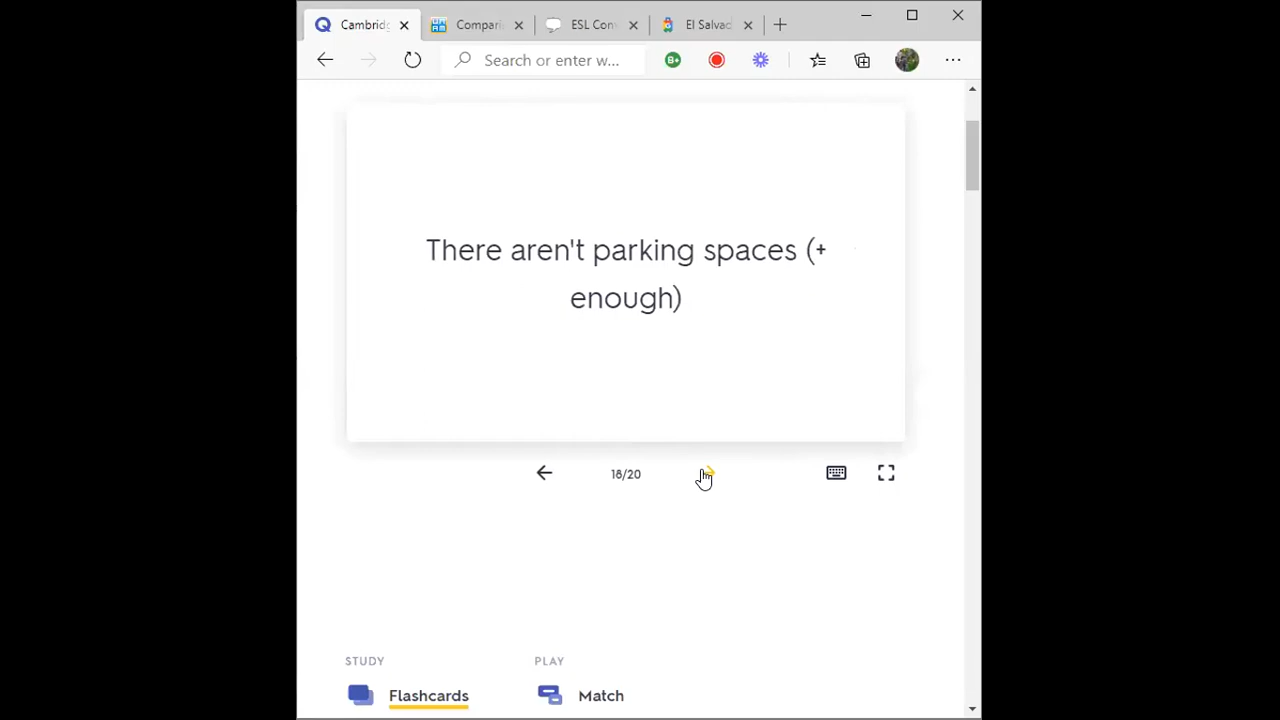 Cambridg
Compari
ESL Con
El Salvad
Search or enter w...
B+
There aren't parking spaces (+
enough)
18/20
STUDY
PLAY
Flashcards
Match